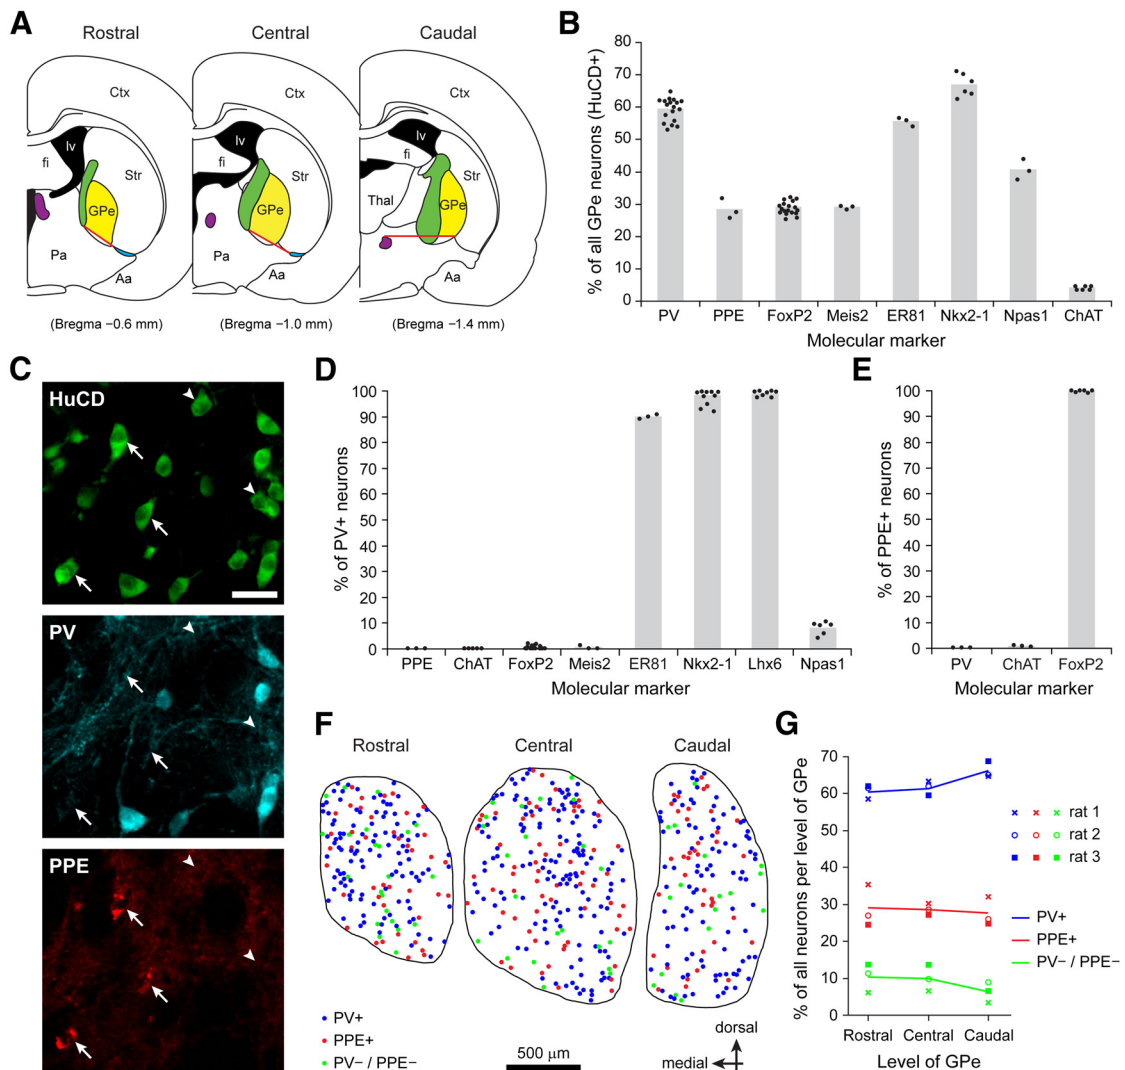 A
Rostral
Central
Caudal
Ctx
Ctx
Ctx
lv
lv
lv
fi
fi
fi
Str
Str
Str
Thal
GPe
GPe
GPe
Pa
Pa
Aa
Aa
Aa
(Bregma −0.6 mm)
(Bregma −1.0 mm)
(Bregma −1.4 mm)
B
% of all GPe neurons (HuCD+)
80
70
60
50
40
30
20
10
0
PV PPE FoxP2 Meis2 ER81 Nkx2-1 Npas1 ChAT
Molecular marker
C
HuCD
PV
PPE
D
% of PV+ neurons
100
90
80
70
60
50
40
30
20
10
0
PPE ChAT FoxP2 Meis2 ER81 Nkx2-1 Lhx6 Npas1
Molecular marker
E
% of PPE+ neurons
100
90
80
70
60
50
40
30
20
10
0
PV ChAT FoxP2
Molecular marker
F
Rostral
Central
Caudal
PV+
PPE+
PV− / PPE−
500 µm
dorsal
medial
G
% of all neurons per level of GPe
70
60
50
40
30
20
10
0
Rostral Central Caudal
Level of GPe
rat 1
rat 2
rat 3
PV+
PPE+
PV− / PPE−